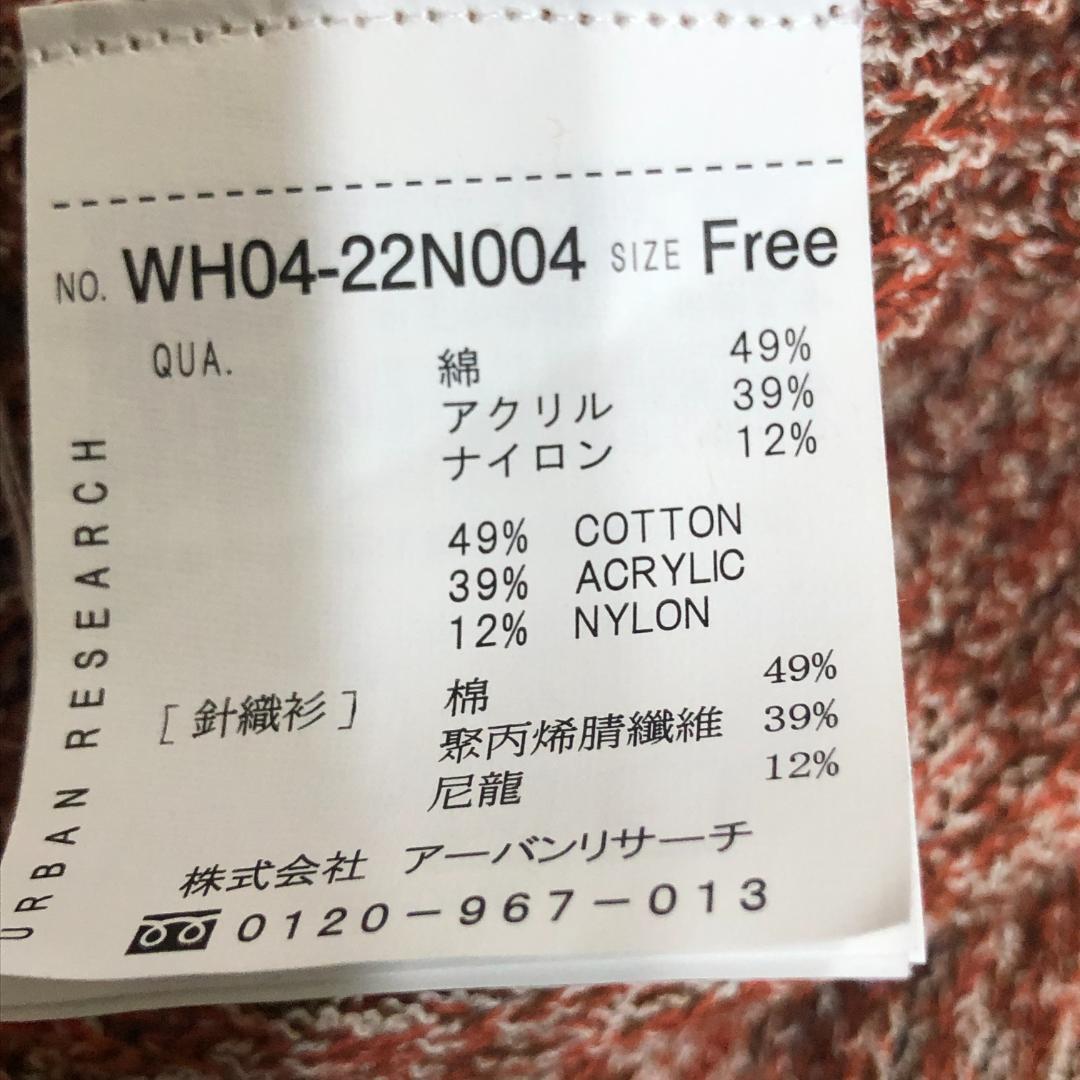 NO. WH04-22N004 SIZE Free
QUA.
綿 49%
アクリル 39%
ナイロン 12%
49% COTTON
39% ACRYLIC
12% NYLON
[針織衫]
棉 49%
聚丙烯腈纖維 39%
尼龍 12%
URBAN RESEARCH
株式会社 アーバンリサーチ
0120-967-013